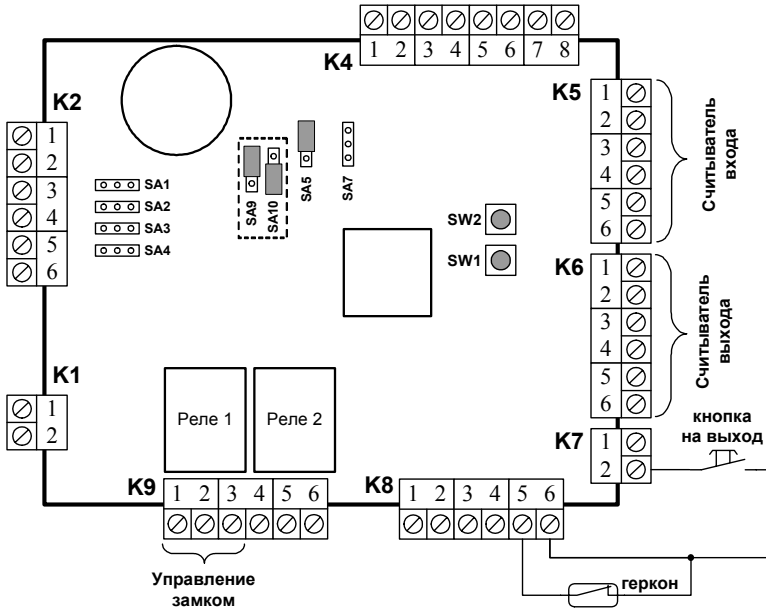 K4
1 2 3 4 5 6 7 8
K2
1
2
3
4
5
6
SA1
SA2
SA3
SA4
SA9
SA10
SA5
SA7
SW2
SW1
K5
1
2
3
4
5
6
Считыватель
входа
K6
1
2
3
4
5
6
Считыватель
выхода
K1
1
2
Реле 1
Реле 2
K7
1
2
кнопка
на выход
K9
1 2 3 4 5 6
K8
1 2 3 4 5 6
Управление
замком
геркон